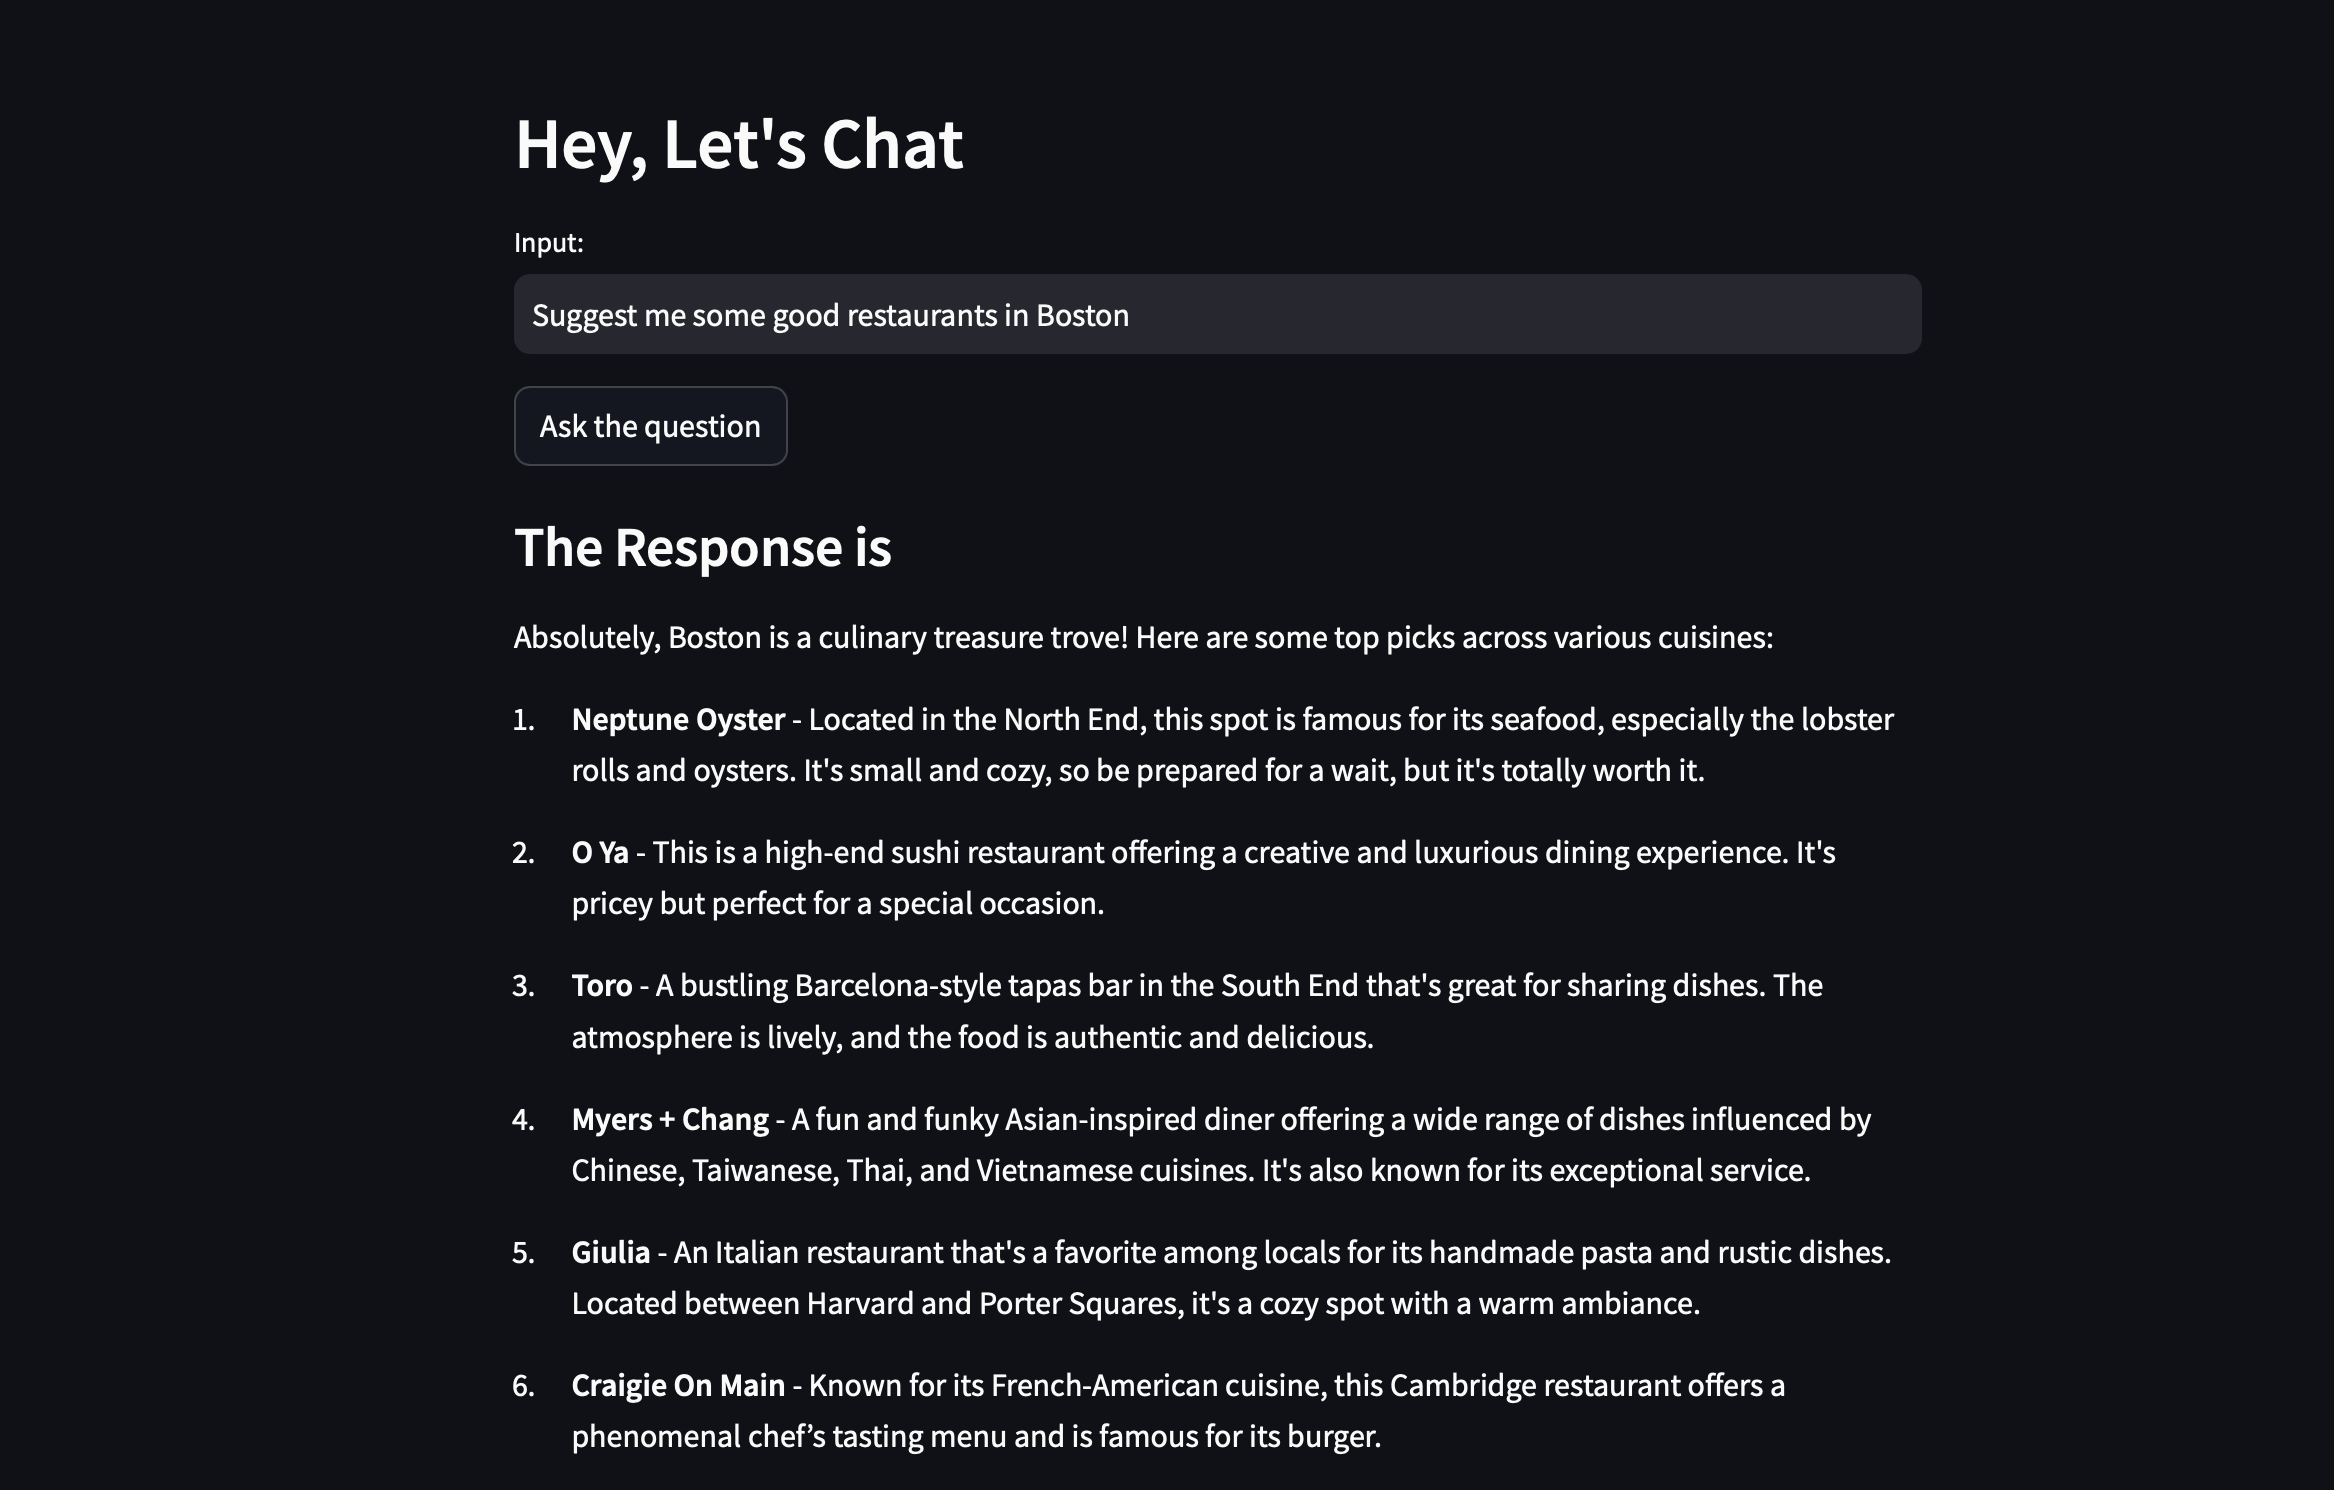 Hey, Let's Chat
Input:
Suggest me some good restaurants in Boston
Ask the question
The Response is
Absolutely, Boston is a culinary treasure trove! Here are some top picks across various cuisines:
1. Neptune Oyster - Located in the North End, this spot is famous for its seafood, especially the lobster
rolls and oysters. It's small and cozy, so be prepared for a wait, but it's totally worth it.
2. O Ya - This is a high-end sushi restaurant offering a creative and luxurious dining experience. It's
pricey but perfect for a special occasion.
3. Toro - A bustling Barcelona-style tapas bar in the South End that's great for sharing dishes. The
atmosphere is lively, and the food is authentic and delicious.
4. Myers + Chang - A fun and funky Asian-inspired diner offering a wide range of dishes influenced by
Chinese, Taiwanese, Thai, and Vietnamese cuisines. It's also known for its exceptional service.
5. Giulia - An Italian restaurant that's a favorite among locals for its handmade pasta and rustic dishes.
Located between Harvard and Porter Squares, it's a cozy spot with a warm ambiance.
6. Craigie On Main - Known for its French-American cuisine, this Cambridge restaurant offers a
phenomenal chef’s tasting menu and is famous for its burger.